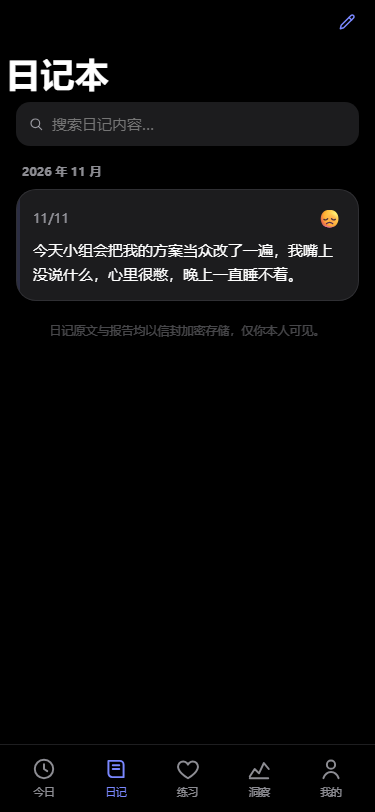 日记本
搜索日记内容...
2026 年 11 月
11/11
今天小组会把我的方案当众改了一遍，我嘴上
没说什么，心里很憋，晚上一直睡不着。
日记原文与报告均以信封加密存储，仅你本人可见。
今日
日记
练习
洞察
我的